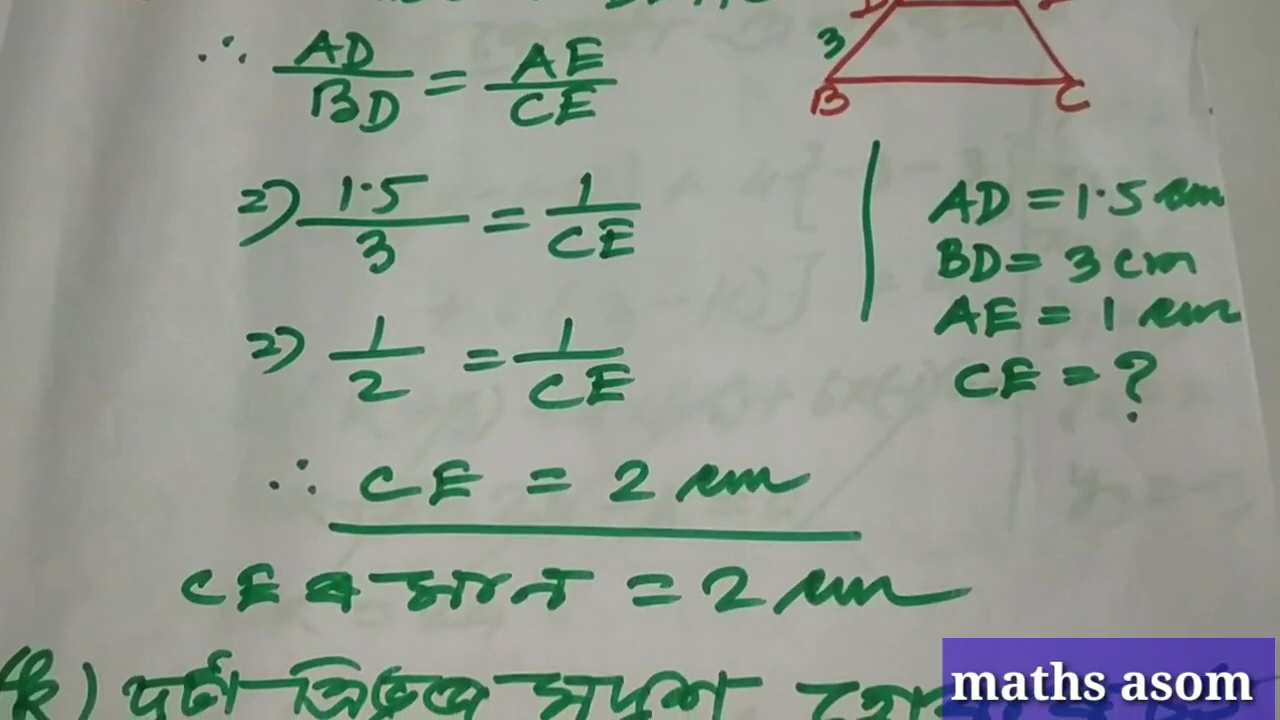 ∴ AD/BD = AE/CE
3
B C
⇒ 1.5/3 = 1/CE
AD = 1.5 cm
BD = 3 cm
AE = 1 cm
CE = ?
⇒ 1/2 = 1/CE
∴ CE = 2 cm
CE ৰ মান = 2 cm
দুটা ত্ৰিভুজ সদৃশ
maths asom